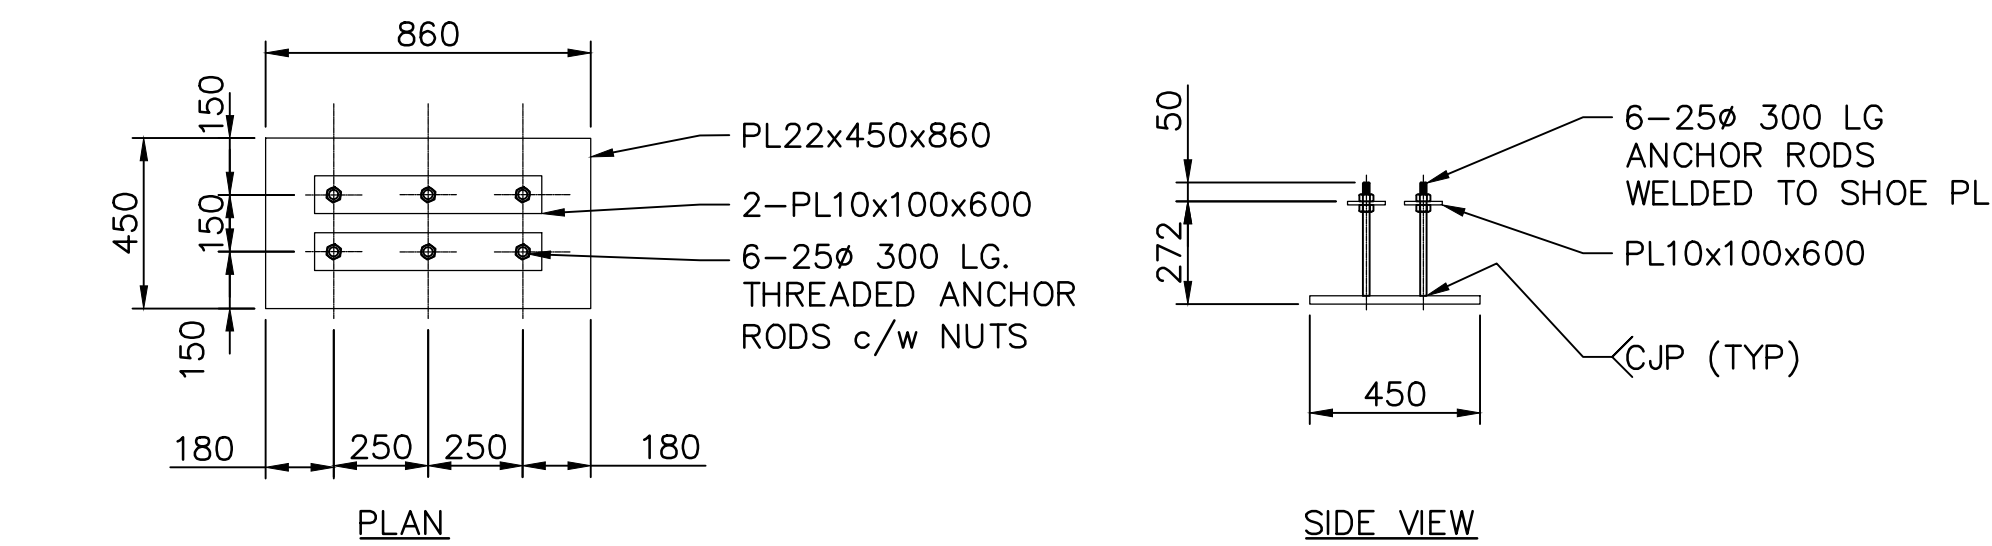 860
150
450
150
150
180
250
250
180
PL22x450x860
2-PL10x100x600
6-25ø 300 LG.
THREADED ANCHOR
RODS c/w NUTS
PLAN
50
272
450
6-25ø 300 LG
ANCHOR RODS
WELDED TO SHOE PL
PL10x100x600
CJP (TYP)
SIDE VIEW